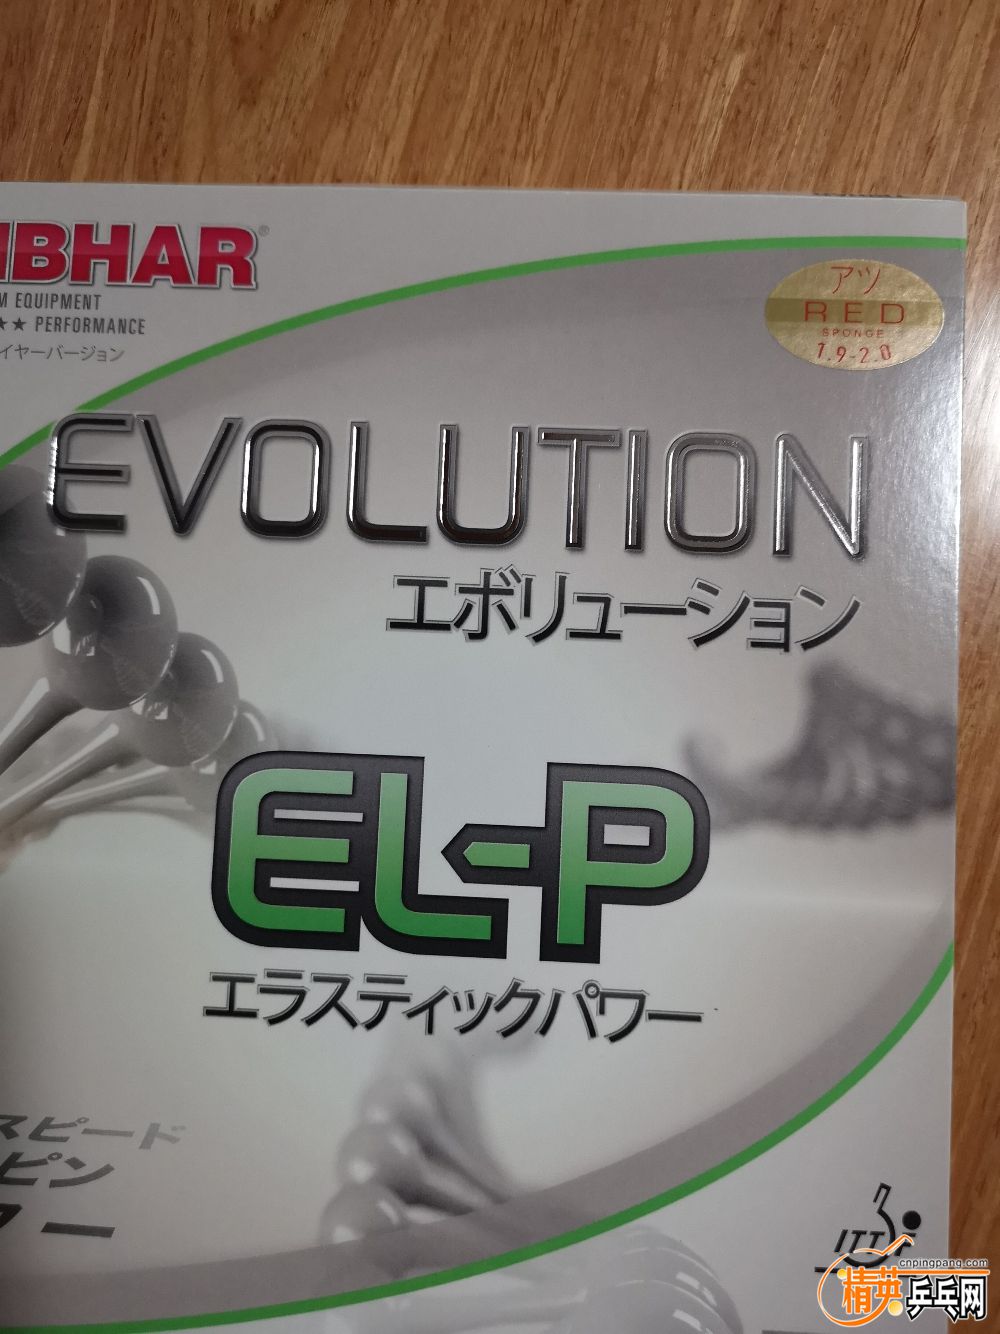 IBHAR®
M EQUIPMENT
★★ PERFORMANCE
イヤーバージョン
アツ
RED
SPONGE
1.9-2.0
EVOLUTION
エボリューション
EL-P
エラスティックパワー
スピード
ピン
ワー
ITTF
cnpingpang.com
精英乒乓网